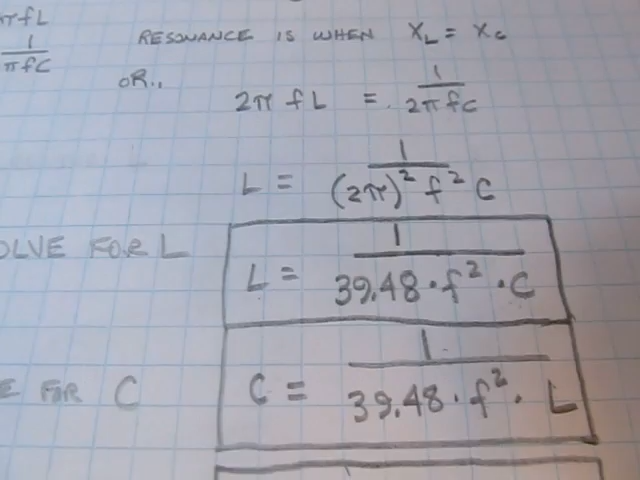 πfL
1
πfC
RESONANCE IS WHEN X_L = X_C
OR..
2π f L = 1 / 2π f C
L = 1 / (2π)² f² C
OLVE FOR L
L = 1 / 39.48 · f² · C
E FOR C
C = 1 / 39.48 · f² · L